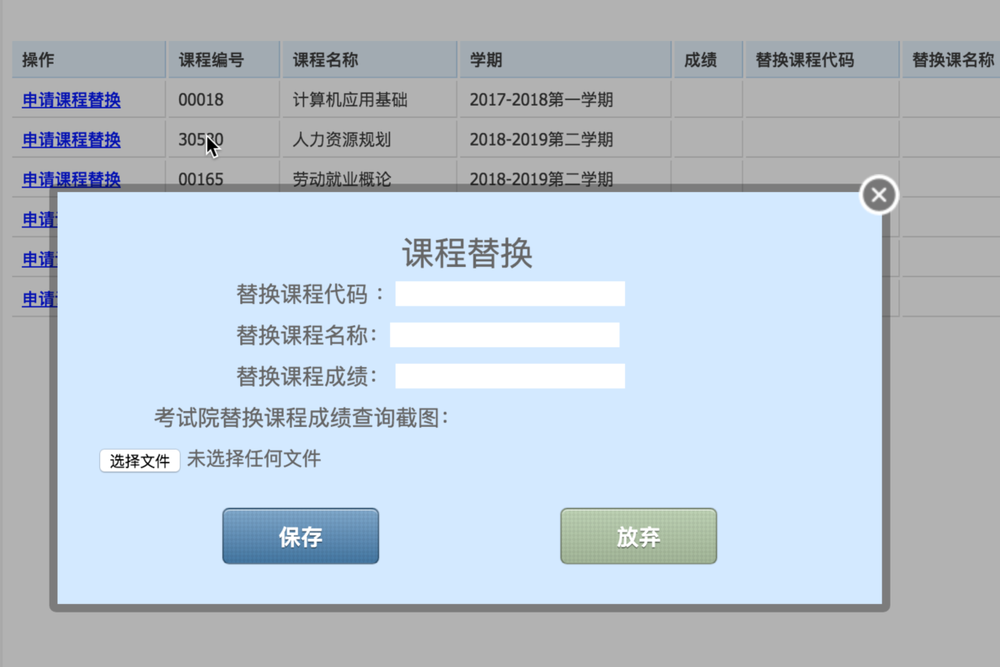 操作 课程编号 课程名称 学期 成绩 替换课程代码 替换课名称
申请课程替换 00018 计算机应用基础 2017-2018第一学期
申请课程替换 人力资源规划 2018-2019第二学期
申请课程替换 00165 劳动就业概论 2018-2019第二学期
申请
申请
申请
课程替换
替换课程代码：
替换课程名称：
替换课程成绩：
考试院替换课程成绩查询截图：
选择文件 未选择任何文件
保存 放弃